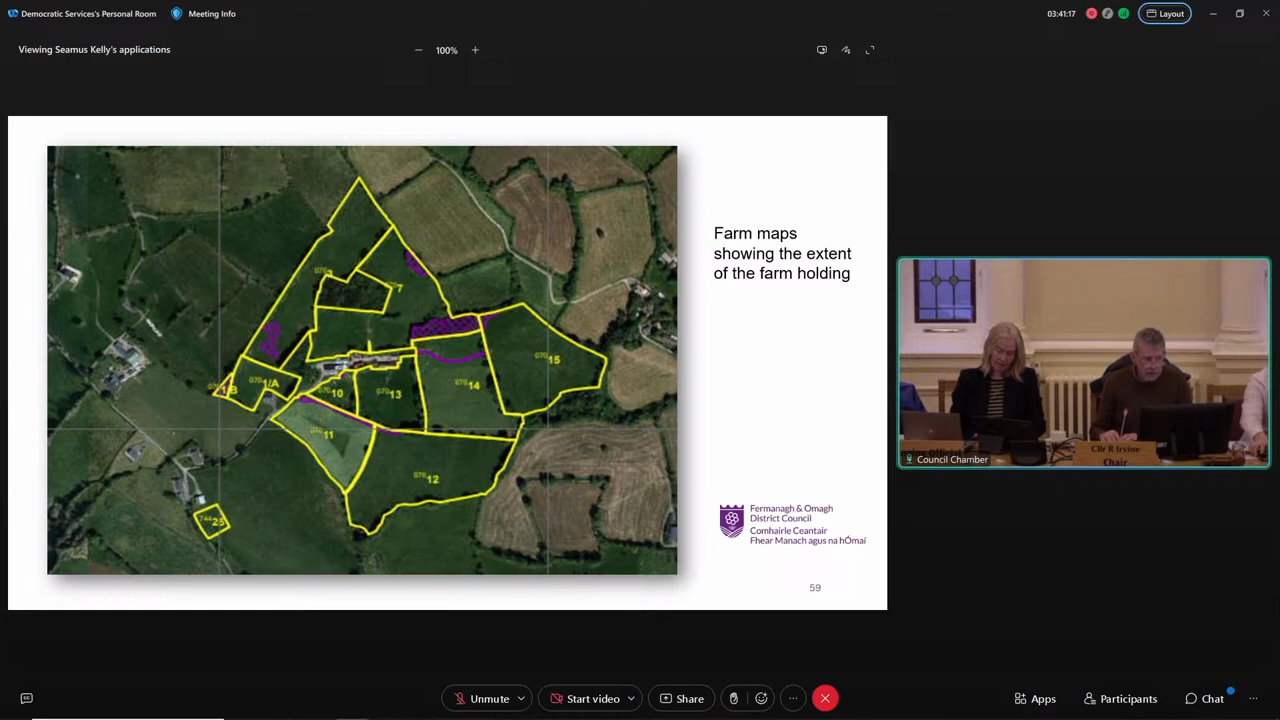 Democratic Services's Personal Room
Meeting Info
03:41:17
Layout
Viewing Seamus Kelly's applications
100%
Farm maps
showing the extent
of the farm holding
7
15
1/B
1/A
10
13
14
11
12
25
Fermanagh & Omagh
District Council
Comhairle Ceantair
Fhear Manach agus na hÓmaí
59
Cllr R Irvine
Chair
Council Chamber
Unmute
Start video
Share
Apps
Participants
Chat